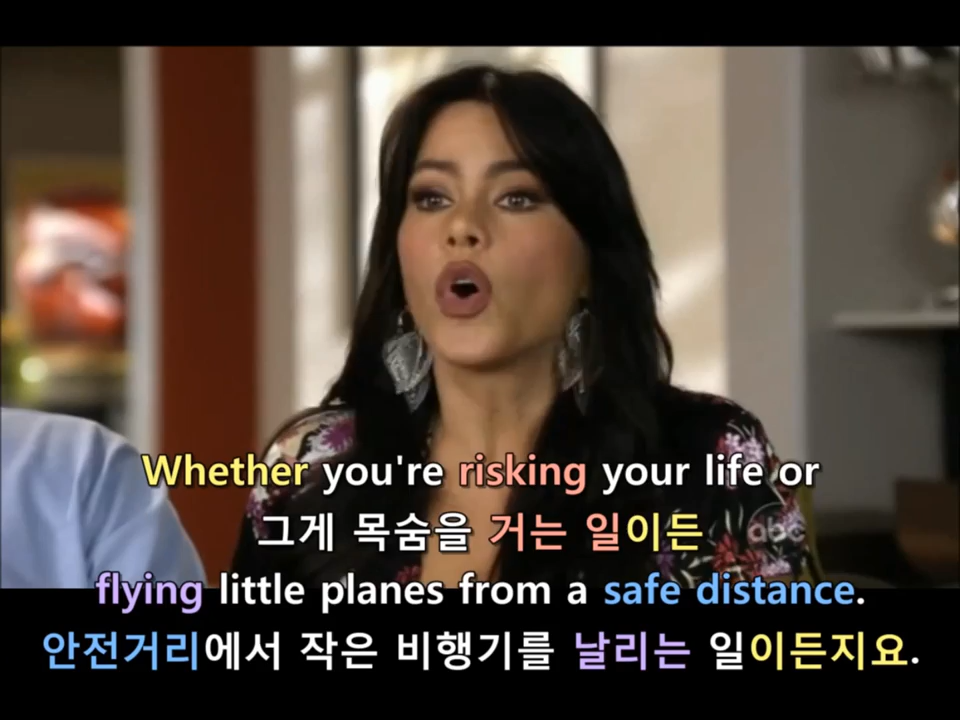 Whether you're risking your life or
그게 목숨을 거는 일이든
abc
flying little planes from a safe distance.
안전거리에서 작은 비행기를 날리는 일이든지요.